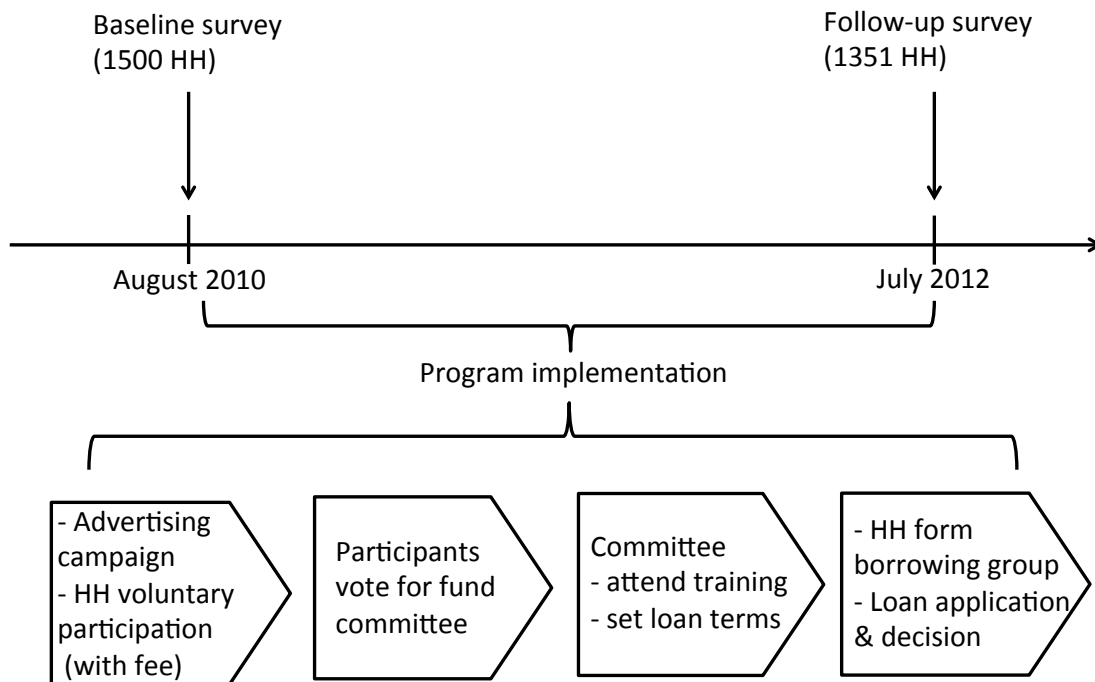 Baseline survey
(1500 HH)
Follow-up survey
(1351 HH)
August 2010
July 2012
Program implementation
- Advertising
campaign
- HH voluntary
participation
(with fee)
Participants
vote for fund
committee
Committee
- attend training
- set loan terms
- HH form
borrowing group
- Loan application
& decision